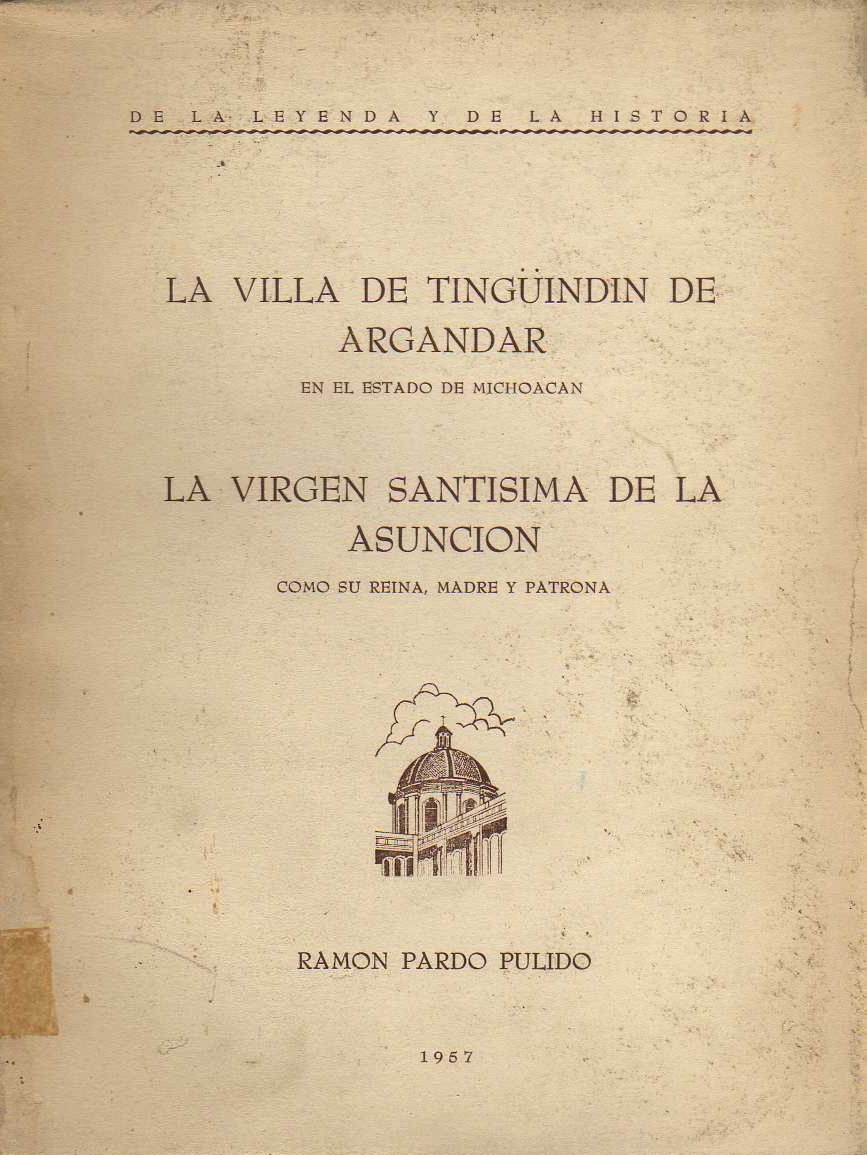 DE LA LEYENDA Y DE LA HISTORIA
LA VILLA DE TINGÜINDIN DE
ARGANDAR
EN EL ESTADO DE MICHOACAN
LA VIRGEN SANTISIMA DE LA
ASUNCION
COMO SU REINA, MADRE Y PATRONA
RAMON PARDO PULIDO
1957